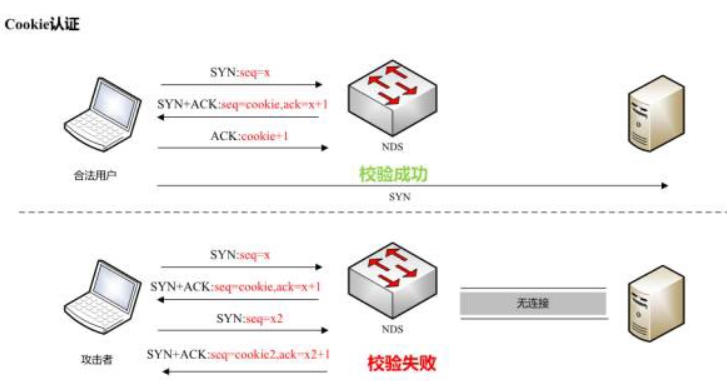 Cookie认证
SYN:seq=x
SYN+ACK:seq=cookie,ack=x+1
ACK:cookie+1
NDS
合法用户
校验成功
SYN
SYN:seq=x
SYN+ACK:seq=cookie,ack=x+1
无连接
SYN:seq=x2
NDS
攻击者
SYN+ACK:seq=cookie2,ack=x2+1
校验失败